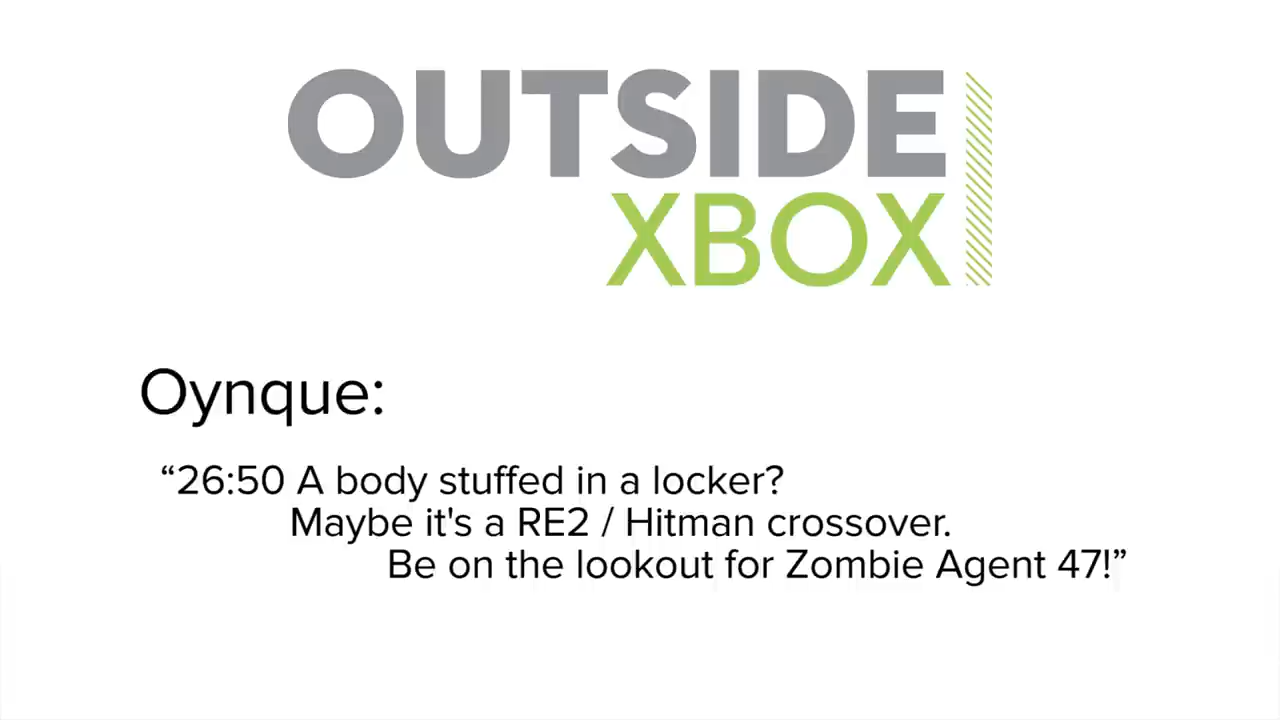 OUTSIDE
XBOX
Oynque:
“26:50 A body stuffed in a locker?
Maybe it's a RE2 / Hitman crossover.
Be on the lookout for Zombie Agent 47!”